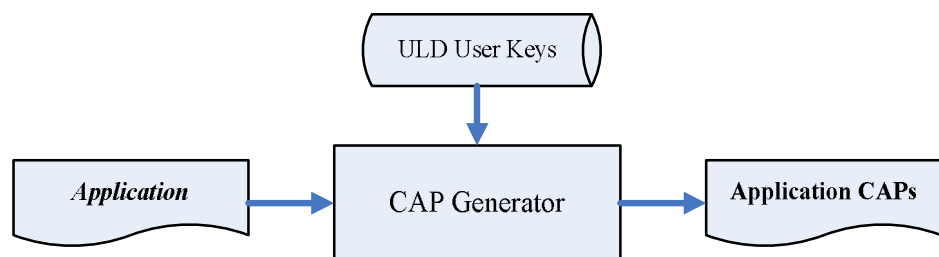 ULD User Keys
Application
CAP Generator
Application CAPs